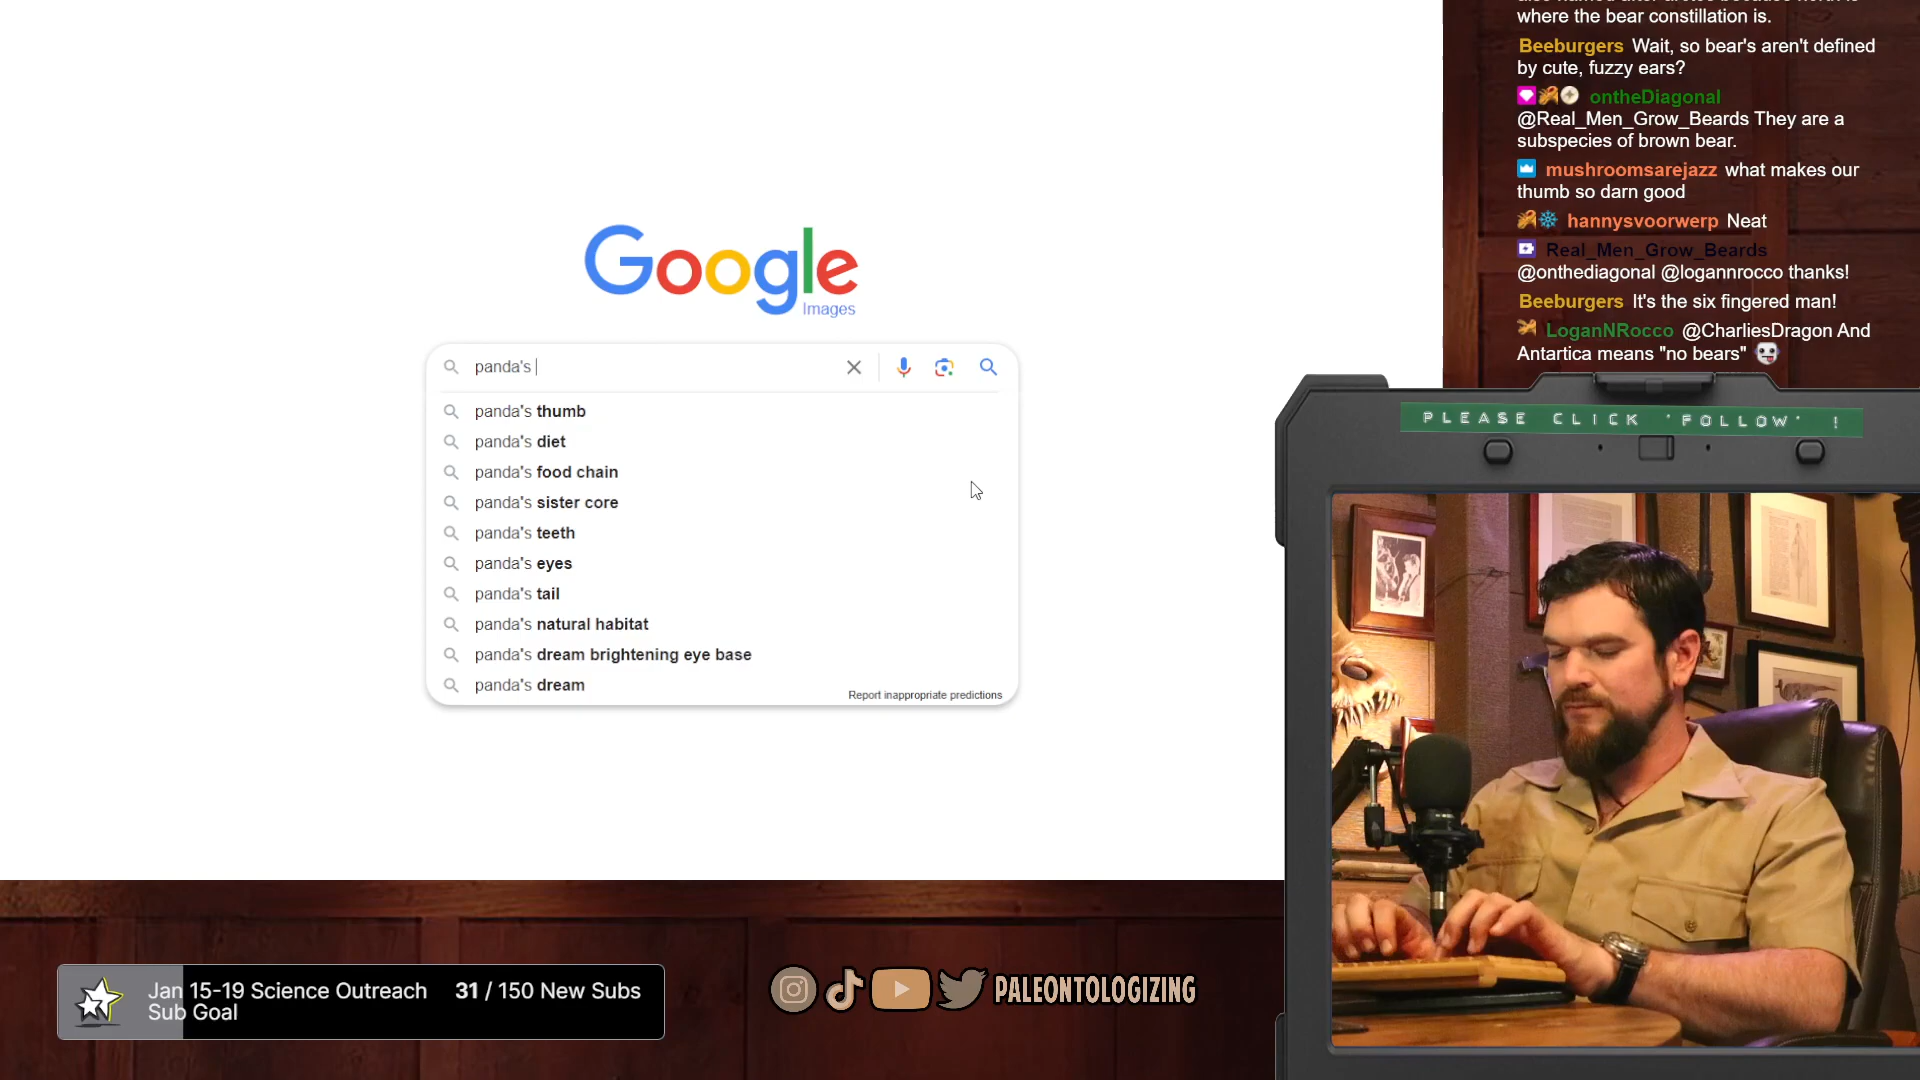 Google
Images
panda's
panda's thumb
panda's diet
panda's food chain
panda's sister core
panda's teeth
panda's eyes
panda's tail
panda's natural habitat
panda's dream brightening eye base
panda's dream
Report inappropriate predictions
where the bear constillation is.
Beeburgers Wait, so bear's aren't defined
by cute, fuzzy ears?
ontheDiagonal
@Real_Men_Grow_Beards They are a
subspecies of brown bear.
mushroomsarejazz what makes our
thumb so darn good
hannysvoorwerp Neat
Real_Men_Grow_Beards
@onthediagonal @logannrocco thanks!
Beeburgers It's the six fingered man!
LoganNRocco @CharliesDragon And
Antartica means "no bears"
PLEASE CLICK 'FOLLOW' !
Jan 15-19 Science Outreach 31 / 150 New Subs
Sub Goal
PALEONTOLOGIZING